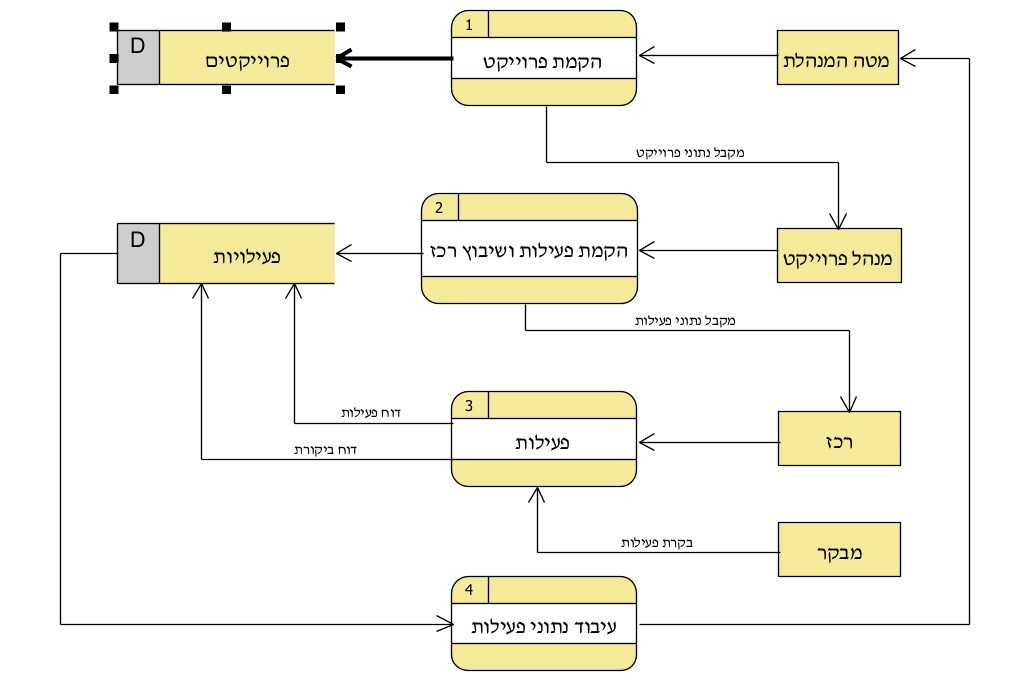 1
D
מטה המנהלת
הקמת פרוייקט
פרוייקטים
מקבל נתוני פרוייקט
2
D
מנהל פרוייקט
הקמת פעילות ושיבוץ רכז
פעילויות
מקבל נתוני פעילות
3
דוח פעילות
רכז
פעילות
דוח ביקורת
בקרת פעילות
מבקר
4
עיבוד נתוני פעילות